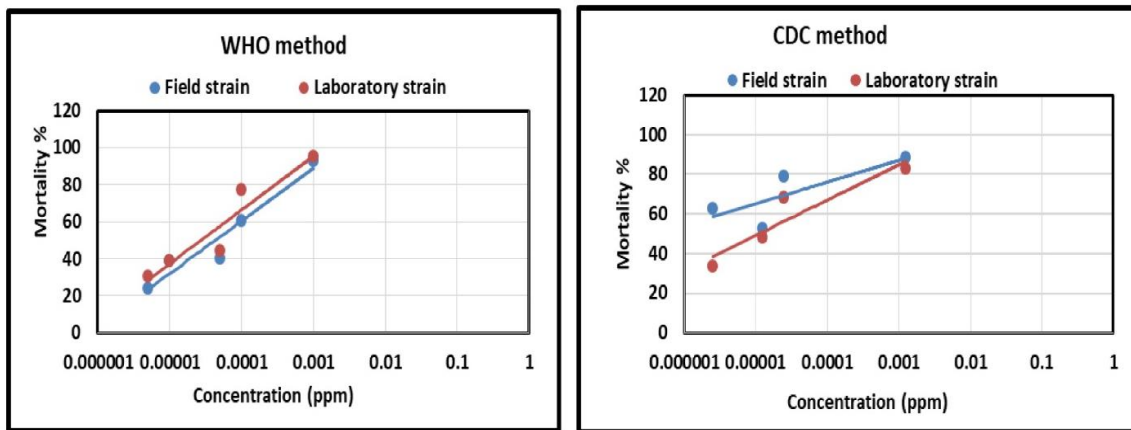 WHO method
Field strain
Laboratory strain
120
100
80
60
40
20
0
Mortality %
0.000001 0.00001 0.0001 0.001 0.01 0.1 1
Concentration (ppm)
CDC method
Field strain
Laboratory strain
120
100
80
60
40
20
0
Mortality %
0.000001 0.00001 0.0001 0.001 0.01 0.1 1
Concentration (ppm)